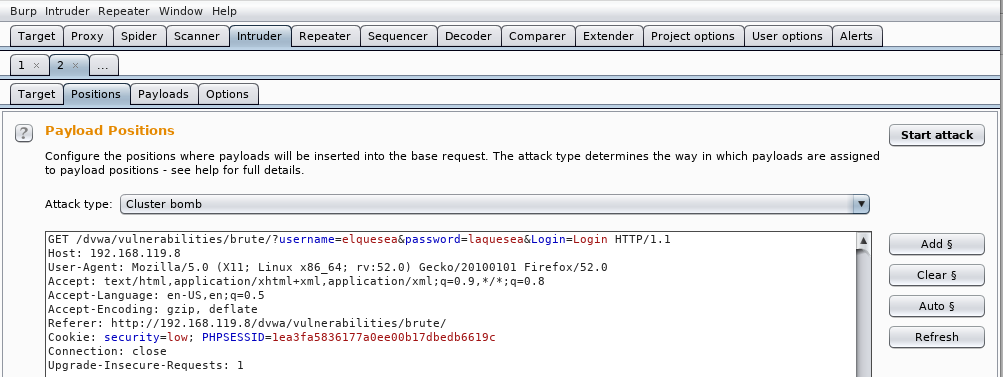 Burp Intruder Repeater Window Help
Target Proxy Spider Scanner Intruder Repeater Sequencer Decoder Comparer Extender Project options User options Alerts
1 × 2 × ...
Target Positions Payloads Options
? Payload Positions
Start attack
Configure the positions where payloads will be inserted into the base request. The attack type determines the way in which payloads are assigned
to payload positions - see help for full details.
Attack type: Cluster bomb
GET /dvwa/vulnerabilities/brute/?username=elquesea&password=laquesea&Login=Login HTTP/1.1
Host: 192.168.119.8
User-Agent: Mozilla/5.0 (X11; Linux x86_64; rv:52.0) Gecko/20100101 Firefox/52.0
Accept: text/html,application/xhtml+xml,application/xml;q=0.9,*/*;q=0.8
Accept-Language: en-US,en;q=0.5
Accept-Encoding: gzip, deflate
Referer: http://192.168.119.8/dvwa/vulnerabilities/brute/
Cookie: security=low; PHPSESSID=1ea3fa5836177a0ee00b17dbedb6619c
Connection: close
Upgrade-Insecure-Requests: 1
Add §
Clear §
Auto §
Refresh